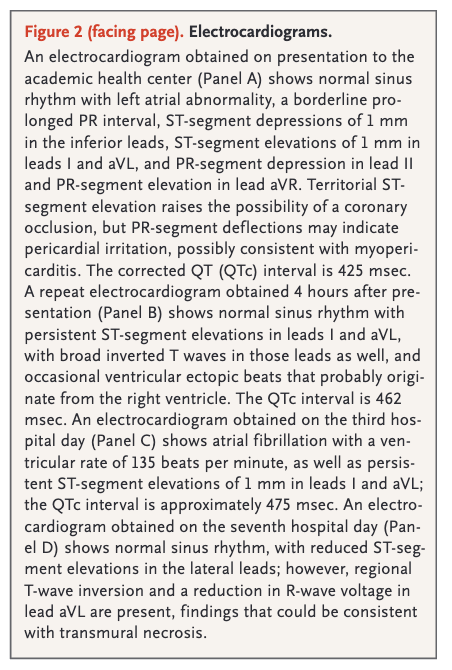 Figure 2 (facing page). Electrocardiograms.
An electrocardiogram obtained on presentation to the
academic health center (Panel A) shows normal sinus
rhythm with left atrial abnormality, a borderline pro-
longed PR interval, ST-segment depressions of 1 mm
in the inferior leads, ST-segment elevations of 1 mm in
leads I and aVL, and PR-segment depression in lead II
and PR-segment elevation in lead aVR. Territorial ST-
segment elevation raises the possibility of a coronary
occlusion, but PR-segment deflections may indicate
pericardial irritation, possibly consistent with myoperi-
carditis. The corrected QT (QTc) interval is 425 msec.
A repeat electrocardiogram obtained 4 hours after pre-
sentation (Panel B) shows normal sinus rhythm with
persistent ST-segment elevations in leads I and aVL,
with broad inverted T waves in those leads as well, and
occasional ventricular ectopic beats that probably origi-
nate from the right ventricle. The QTc interval is 462
msec. An electrocardiogram obtained on the third hos-
pital day (Panel C) shows atrial fibrillation with a ven-
tricular rate of 135 beats per minute, as well as persis-
tent ST-segment elevations of 1 mm in leads I and aVL;
the QTc interval is approximately 475 msec. An electro-
cardiogram obtained on the seventh hospital day (Pan-
el D) shows normal sinus rhythm, with reduced ST-seg-
ment elevations in the lateral leads; however, regional
T-wave inversion and a reduction in R-wave voltage in
lead aVL are present, findings that could be consistent
with transmural necrosis.